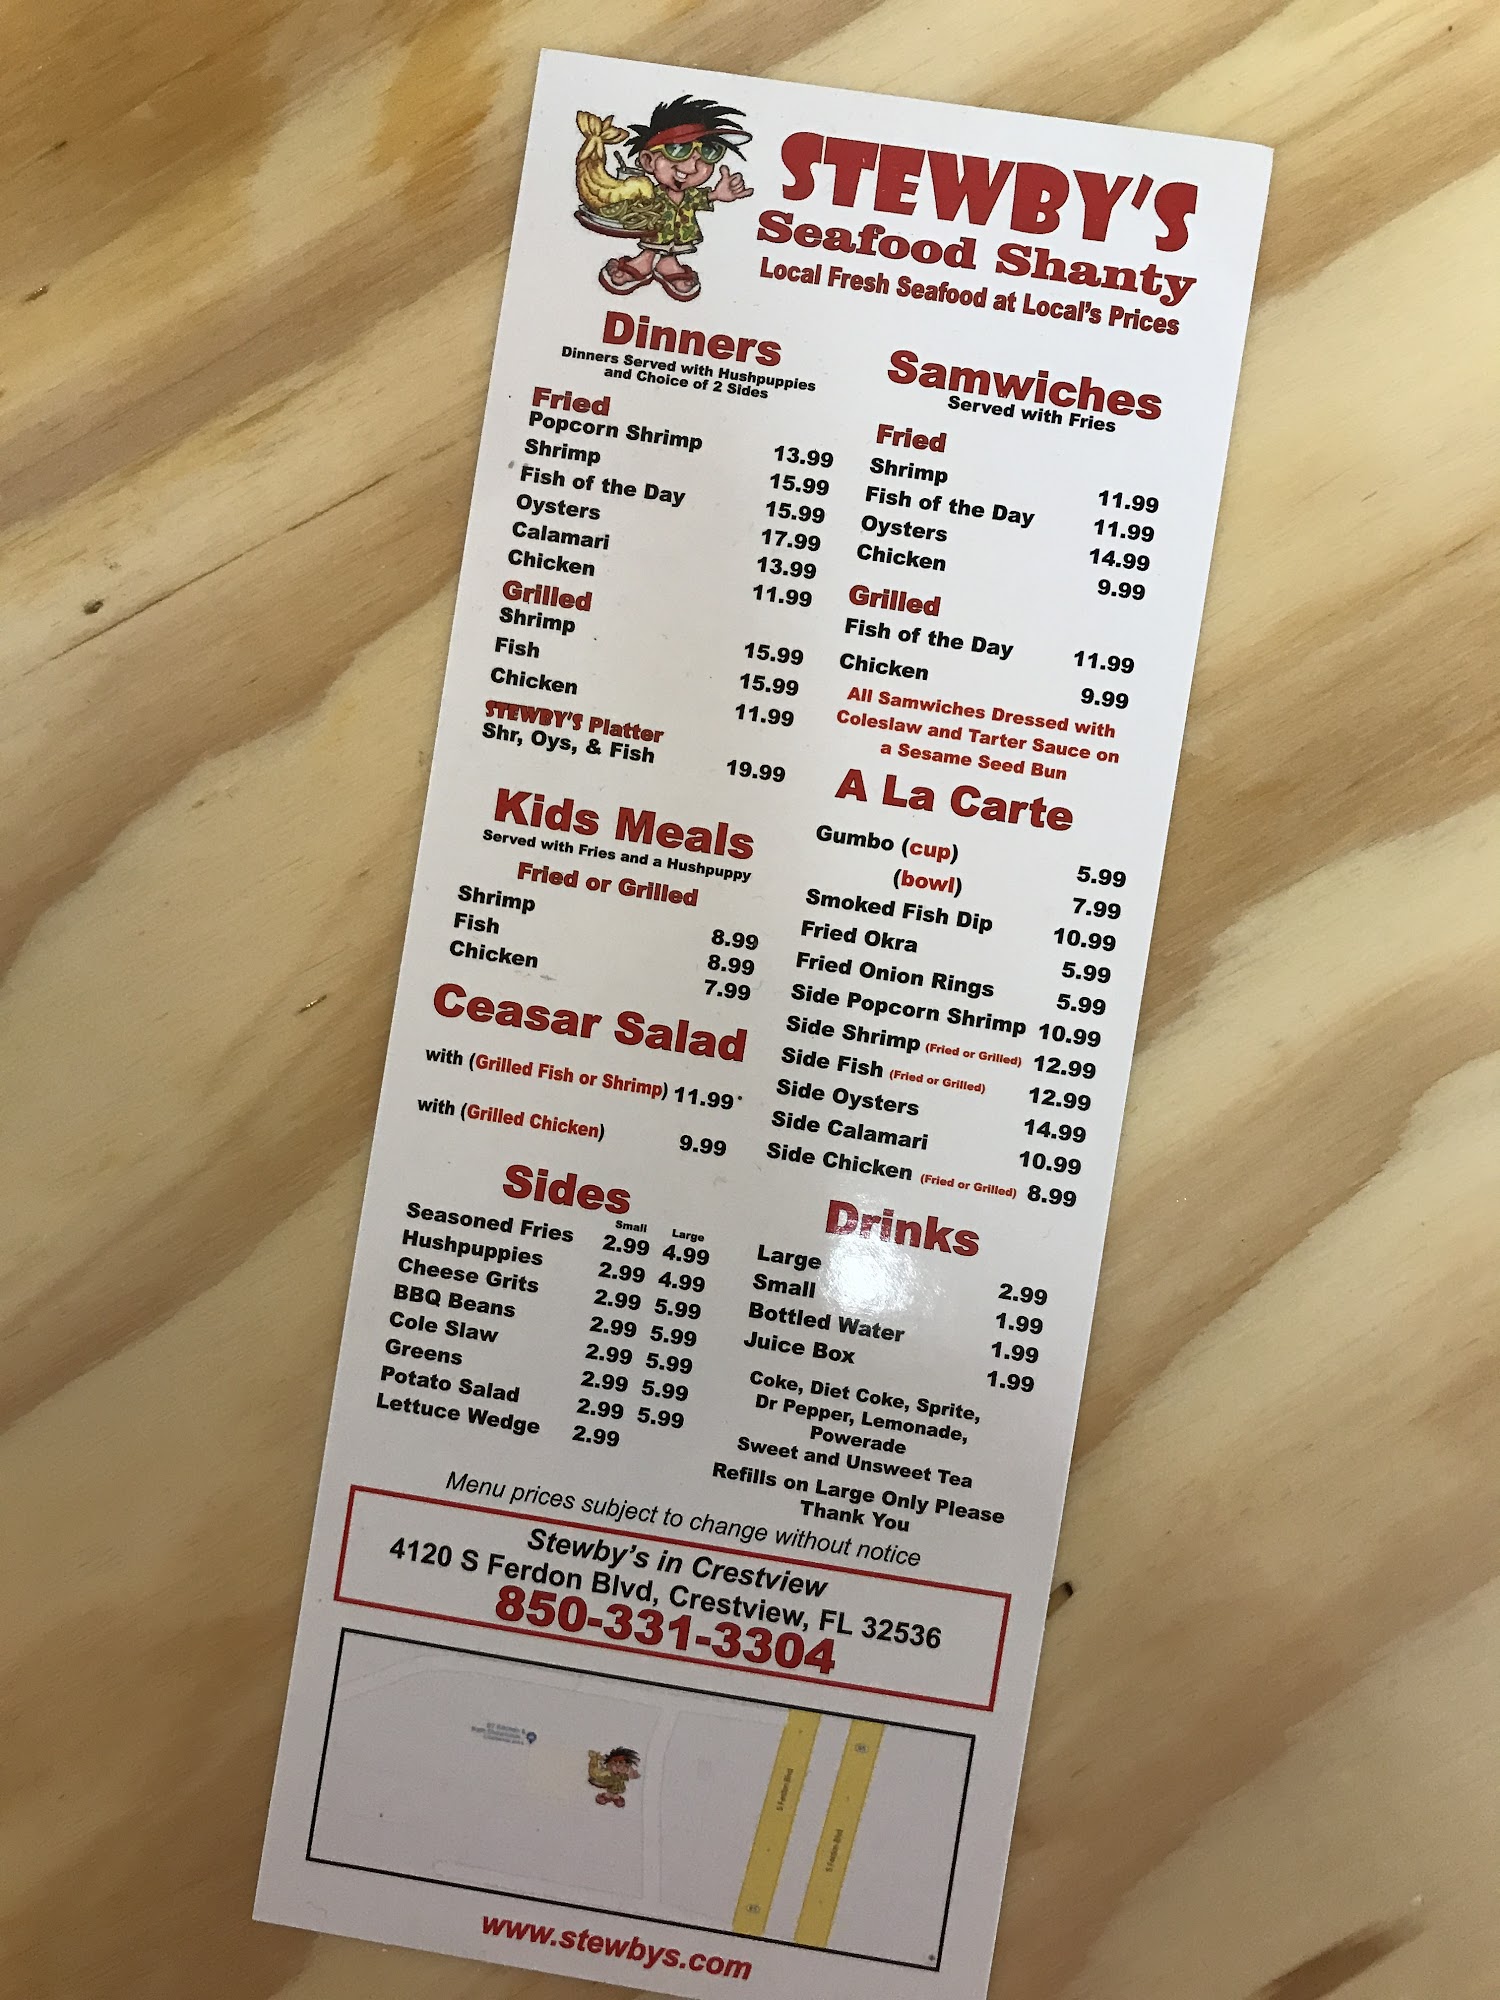 STEWBY'S
Seafood Shanty
Local Fresh Seafood at Local's Prices
Dinners
Dinners Served with Hushpuppies
and Choice of 2 Sides
Fried
Popcorn Shrimp 13.99
Shrimp 15.99
Fish of the Day 15.99
Oysters 17.99
Calamari 13.99
Chicken 11.99
Grilled
Shrimp 15.99
Fish 15.99
Chicken 11.99
STEWBY'S Platter
Shr, Oys, & Fish 19.99
Kids Meals
Served with Fries and a Hushpuppy
Fried or Grilled
Shrimp 8.99
Fish 8.99
Chicken 7.99
Ceasar Salad
with (Grilled Fish or Shrimp) 11.99
with (Grilled Chicken) 9.99
Sides
Small Large
Seasoned Fries 2.99 4.99
Hushpuppies 2.99 4.99
Cheese Grits 2.99 5.99
BBQ Beans 2.99 5.99
Cole Slaw 2.99 5.99
Greens 2.99 5.99
Potato Salad 2.99 5.99
Lettuce Wedge 2.99
Samwiches
Served with Fries
Fried
Shrimp 11.99
Fish of the Day 11.99
Oysters 14.99
Chicken 9.99
Grilled
Fish of the Day 11.99
Chicken 9.99
All Samwiches Dressed with
Coleslaw and Tarter Sauce on
a Sesame Seed Bun
A La Carte
Gumbo (cup) 5.99
(bowl) 7.99
Smoked Fish Dip 10.99
Fried Okra 5.99
Fried Onion Rings 5.99
Side Popcorn Shrimp 10.99
Side Shrimp (Fried or Grilled) 12.99
Side Fish (Fried or Grilled) 12.99
Side Oysters 14.99
Side Calamari 10.99
Side Chicken (Fried or Grilled) 8.99
Drinks
Large 2.99
Small 1.99
Bottled Water 1.99
Juice Box 1.99
Coke, Diet Coke, Sprite,
Dr Pepper, Lemonade,
Powerade
Sweet and Unsweet Tea
Refills on Large Only Please
Thank You
Menu prices subject to change without notice
Stewby's in Crestview
4120 S Ferdon Blvd, Crestview, FL 32536
850-331-3304
S Ferdon Blvd
S Ferdon Blvd
www.stewbys.com